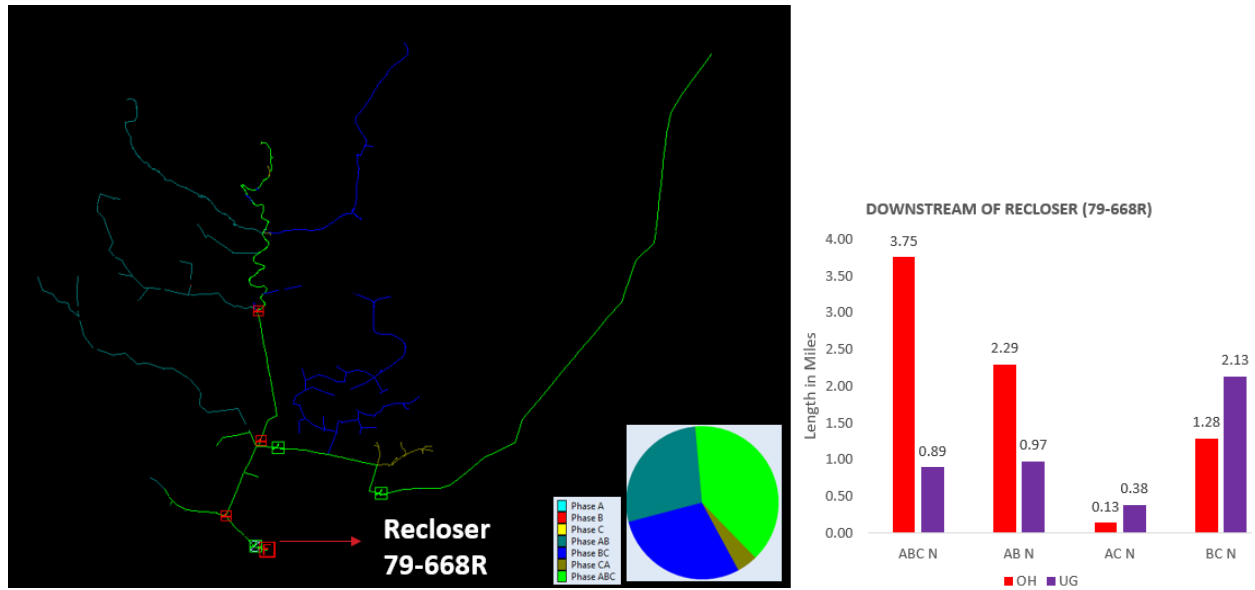 Recloser
79-668R
Phase A
Phase B
Phase C
Phase AB
Phase BC
Phase CA
Phase ABC
DOWNSTREAM OF RECLOSER (79-668R)
Length in Miles
4.00
3.50
3.00
2.50
2.00
1.50
1.00
0.50
0.00
3.75
0.89
2.29
0.97
0.13
0.38
1.28
2.13
ABC N
AB N
AC N
BC N
OH
UG